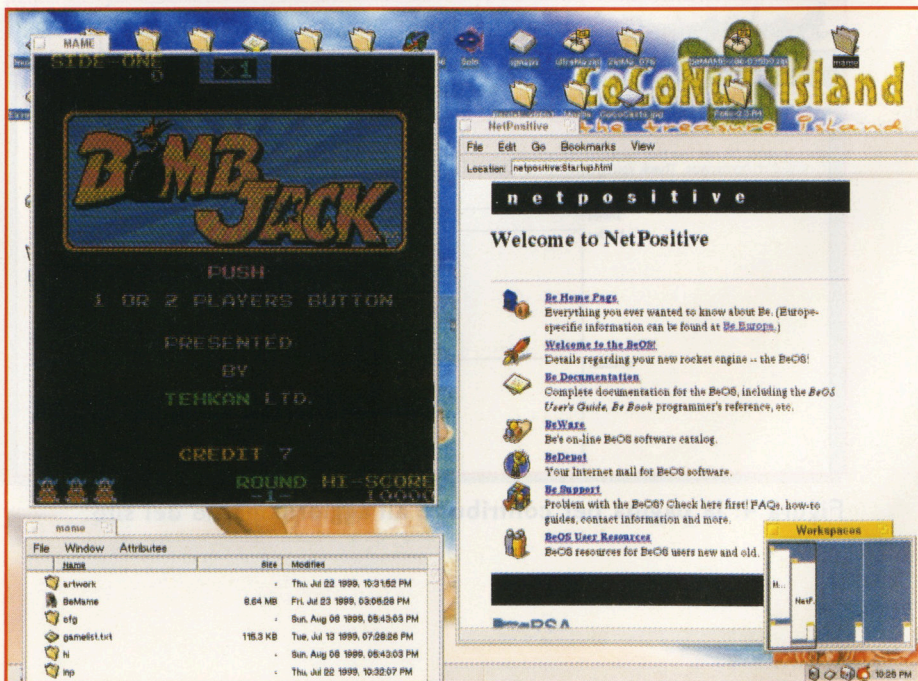 MAME
SIDE-ONE
0
×1
BOMB JACK
PUSH
1 OR 2 PLAYERS BUTTON
PRESENTED
BY
TEHKAN LTD.
CREDIT 7
ROUND HI-SCORE
-1- 10000
Solo
mame
CoCoNut Island
the treasure Island
NetPositive
File Edit Go Bookmarks View
Location: netpositive:Startup.html
netpositive
Welcome to NetPositive
Be Home Page
Everything you ever wanted to know about Be. (Europe-
specific information can be found at Be Europe.)
Welcome to the BeOS!
Details regarding your new rocket engine -- the BeOS!
Be Documentation
Complete documentation for the BeOS, including the BeOS
User's Guide, Be Book programmer's reference, etc.
BeWare
Be's on-line BeOS software catalog.
BeDepot
Your Internet mall for BeOS software.
Be Support
Problem with the BeOS? Check here first! FAQs, how-to
guides, contact information and more.
BeOS User Resources
BeOS resources for BeOS users new and old.
mame
File Window Attributes
Name Size Modified
artwork - Thu, Jul 22 1999, 10:31:52 PM
BeMame 8.64 MB Fri, Jul 23 1999, 03:06:28 PM
cfg - Sun, Aug 08 1999, 05:43:03 PM
gamelist.txt 115.3 KB Tue, Jul 13 1999, 07:28:26 PM
hi - Sun, Aug 08 1999, 05:43:03 PM
inp - Thu, Jul 22 1999, 10:32:07 PM
Workspaces
NetP.
10:25 PM